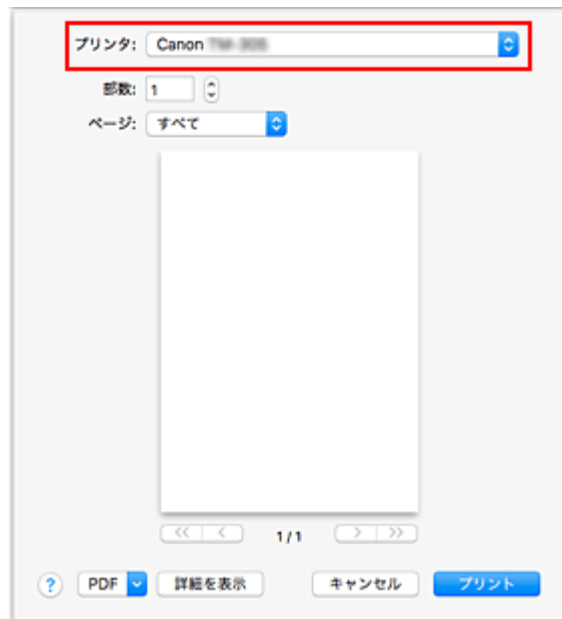 プリンタ: Canon
部数: 1
ページ: すべて
<< < 1 / 1 > >>
? PDF 詳細を表示 キャンセル プリント